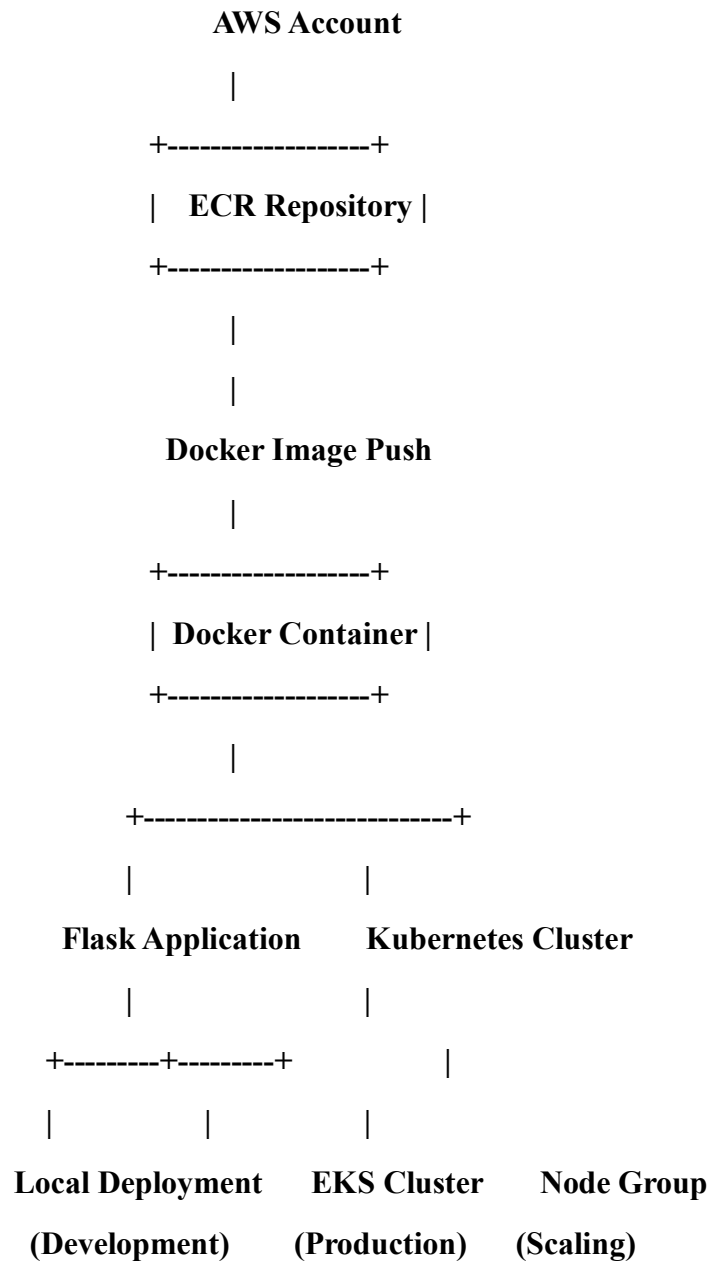 AWS Account
|
+-------------------+
| ECR Repository |
+-------------------+
|
|
Docker Image Push
|
+-------------------+
| Docker Container |
+-------------------+
|
+-----------------------------+
| |
Flask Application Kubernetes Cluster
| |
+---------+---------+ |
| | |
Local Deployment EKS Cluster Node Group
(Development) (Production) (Scaling)